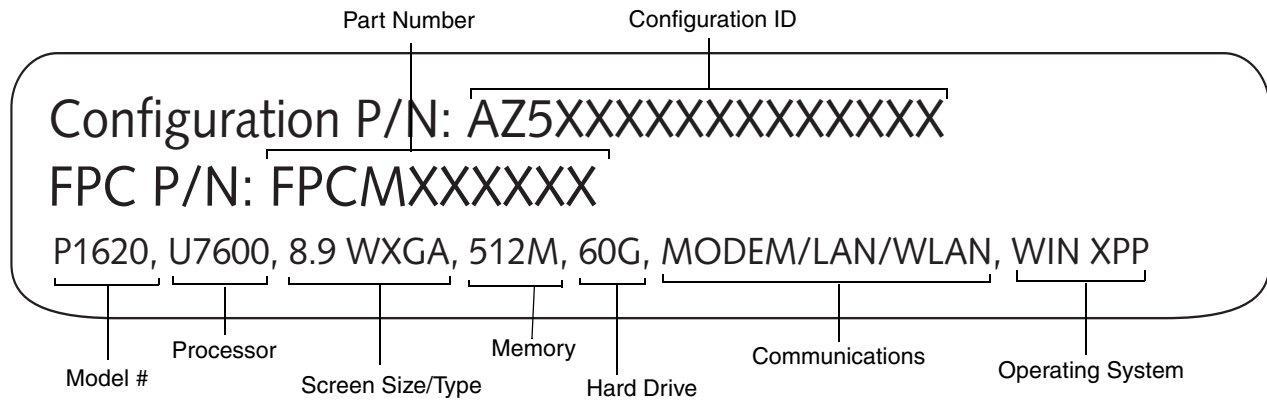 Part Number
Configuration ID
Configuration P/N: AZ5XXXXXXXXXXXXX
FPC P/N: FPCMXXXXXX
P1620, U7600, 8.9 WXGA, 512M, 60G, MODEM/LAN/WLAN, WIN XPP
Model #
Processor
Screen Size/Type
Memory
Hard Drive
Communications
Operating System